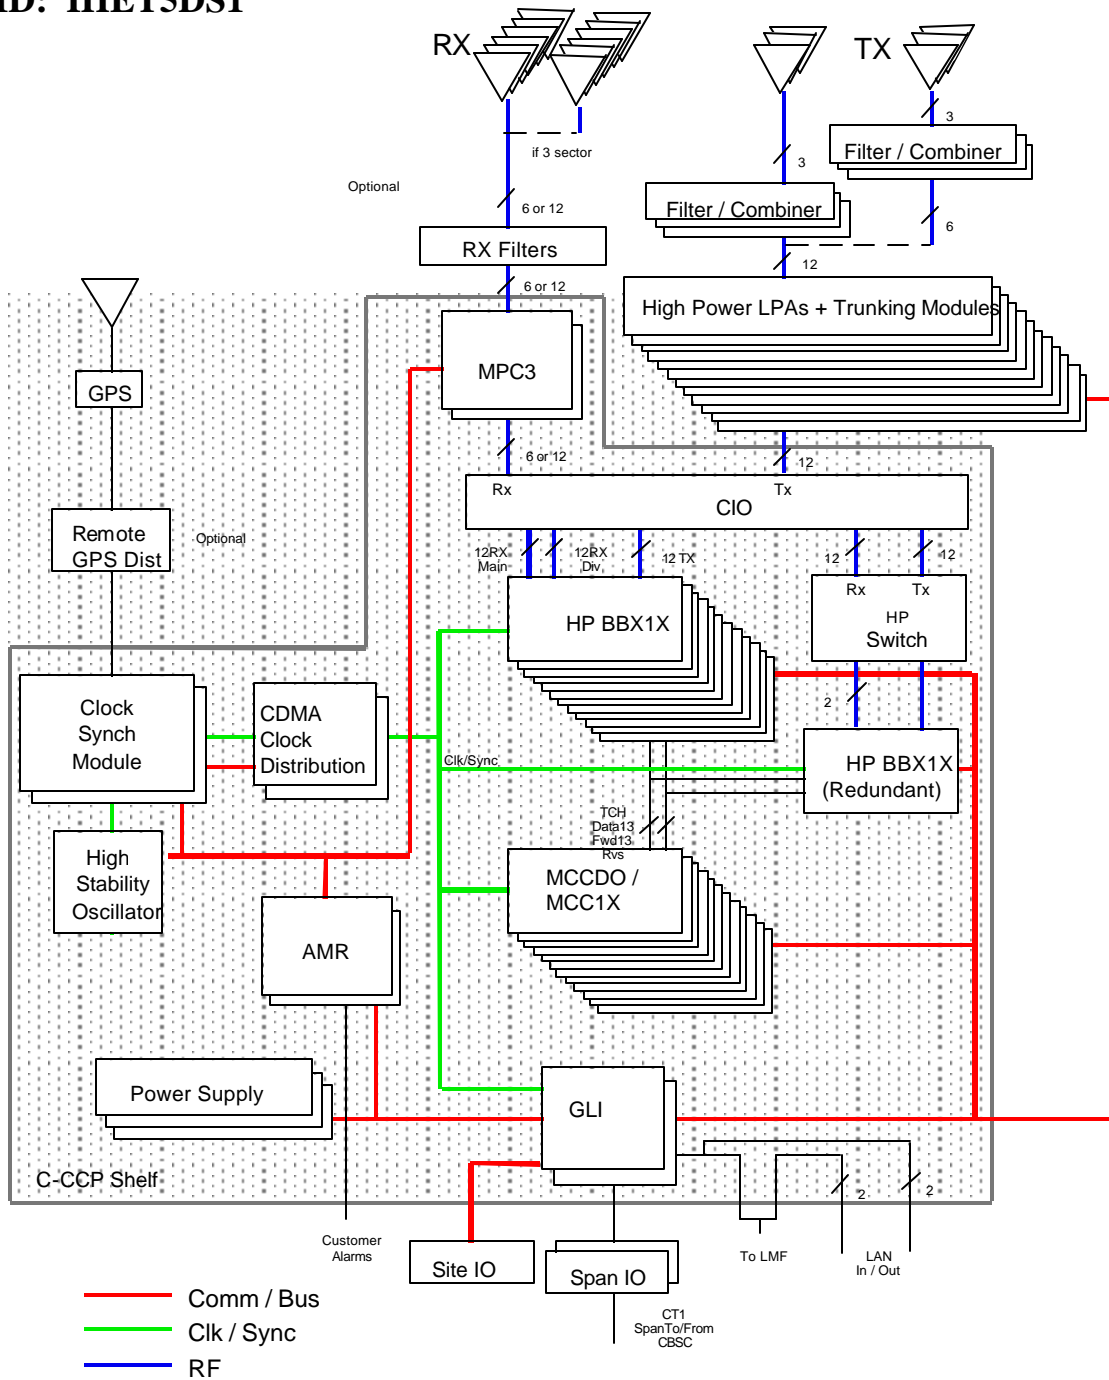 ID: HIET5DS1
RX
TX
3
Filter / Combiner
if 3 sector
3
Optional
6 or 12
Filter / Combiner
6
RX Filters
12
6 or 12
High Power LPAs + Trunking Modules
MPC3
GPS
6 or 12
12
Rx
Tx
CIO
Remote
GPS Dist
Optional
12RX
Main
12RX
Div
12 TX
12
12
Rx
Tx
HP
Switch
HP BBX1X
2
Clock
Synch
Module
CDMA
Clock
Distribution
Clk/Sync
HP BBX1X
(Redundant)
TCH
Data13
Fwd13
Rvs
High
Stability
Oscillator
MCCDO /
MCC1X
AMR
Power Supply
GLI
C-CCP Shelf
2
2
Customer
Alarms
Site IO
Span IO
To LMF
LAN
In / Out
CT1
SpanTo/From
CBSC
Comm / Bus
Clk / Sync
RF